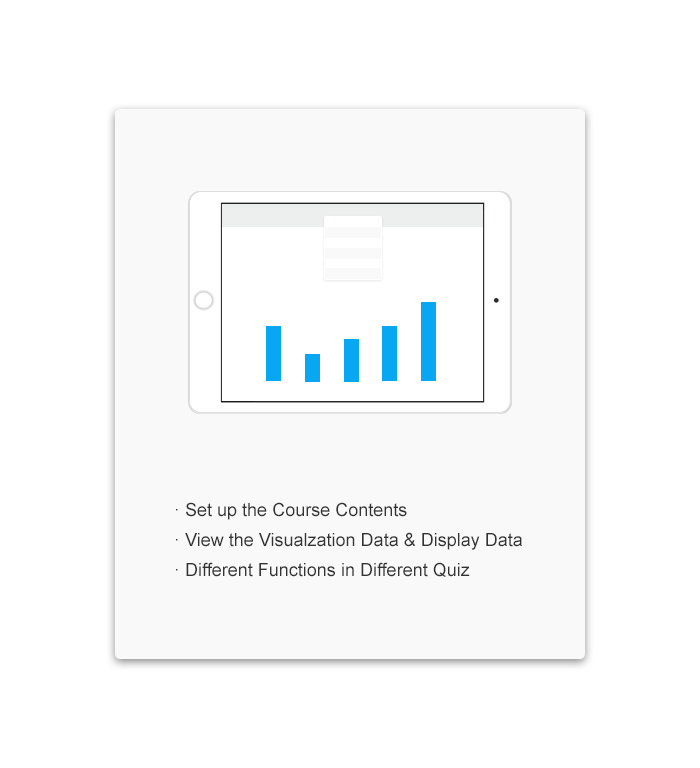 · Set up the Course Contents
· View the Visualzation Data & Display Data
· Different Functions in Different Quiz